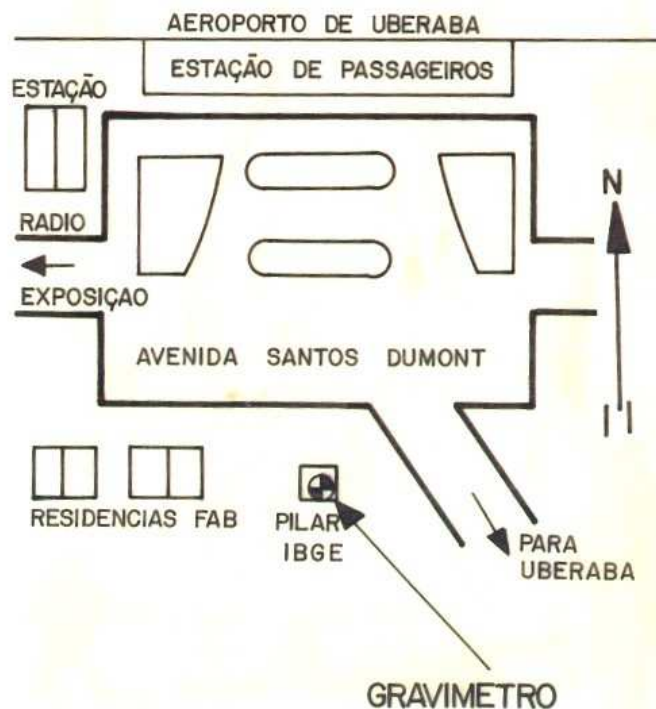 AEROPORTO DE UBERABA
ESTAÇÃO DE PASSAGEIROS
ESTAÇÃO
RADIO
N
EXPOSIÇAO
AVENIDA SANTOS DUMONT
RESIDENCIAS FAB
PILAR
IBGE
PARA
UBERABA
GRAVIMETRO